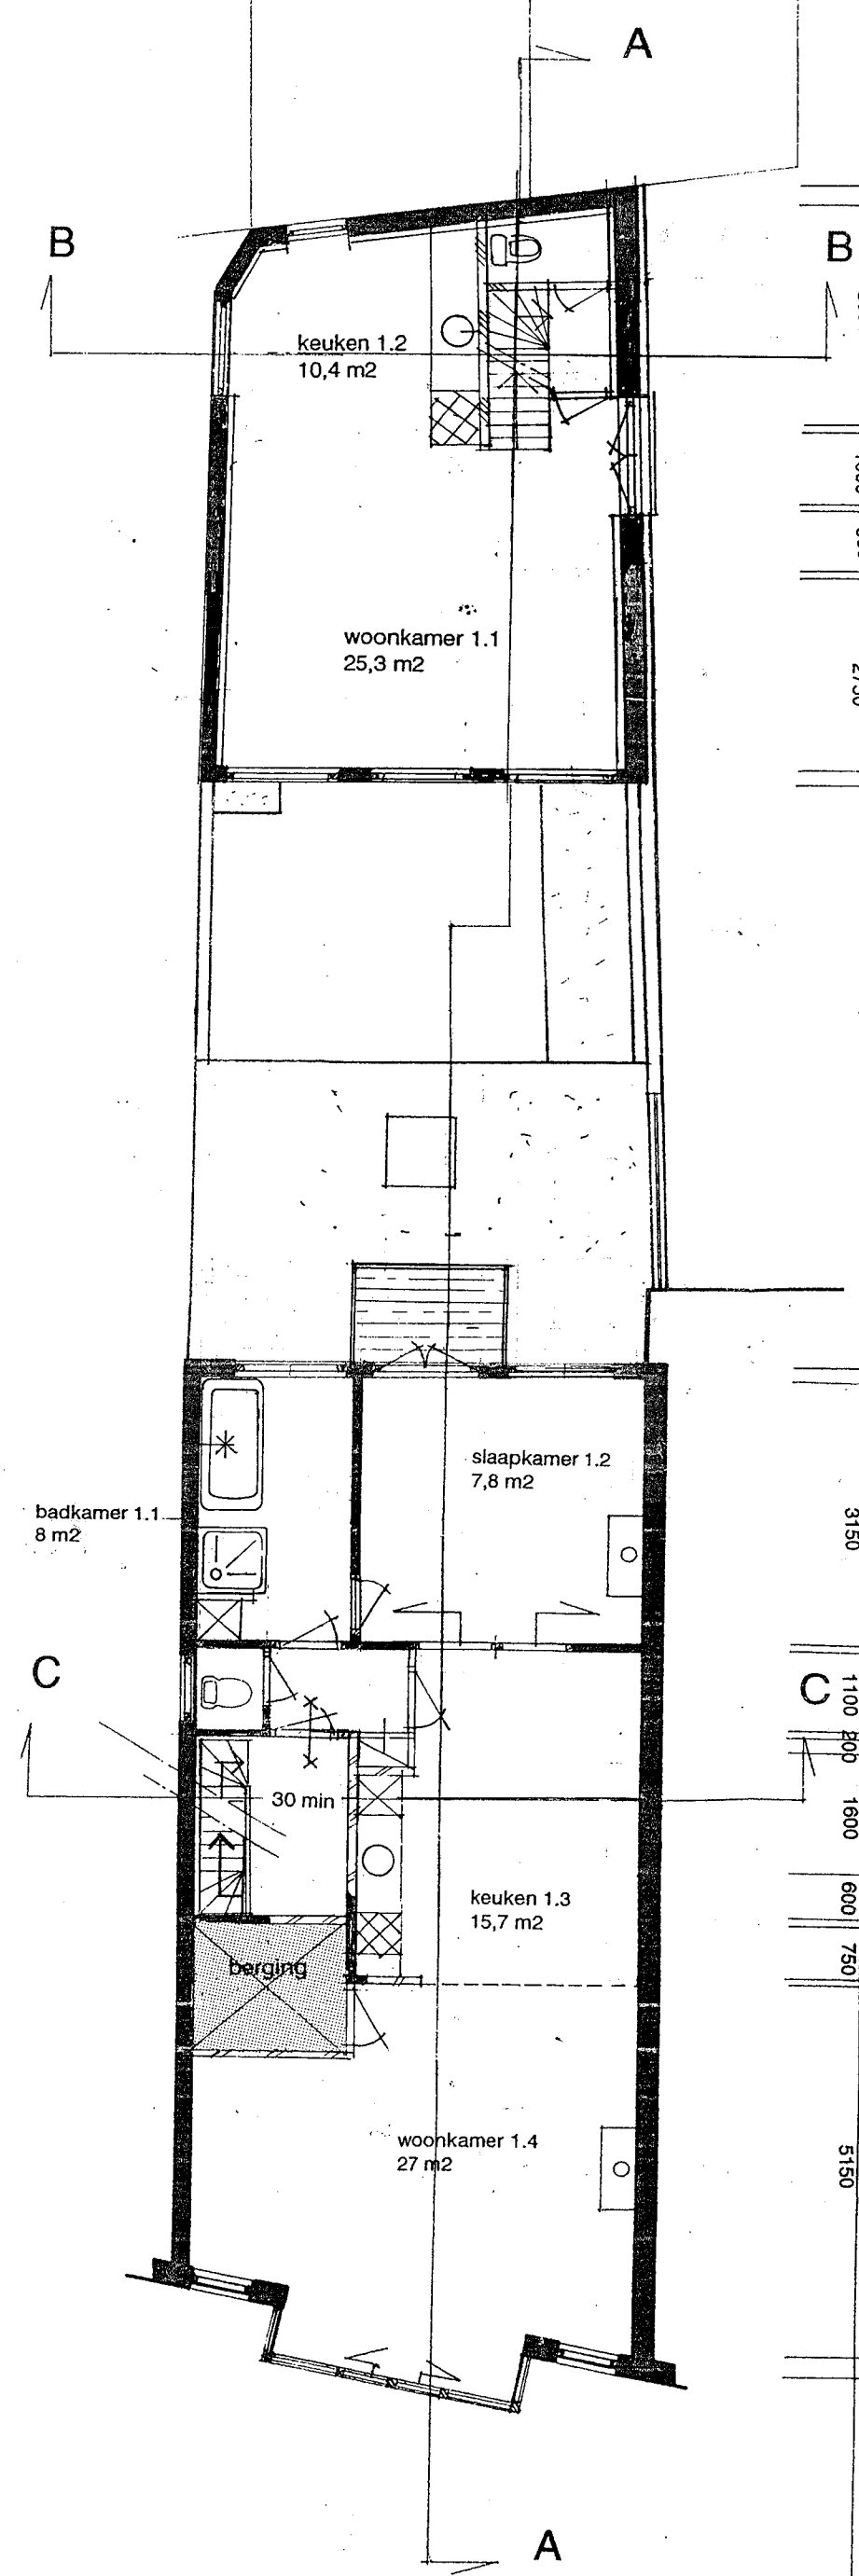 A
B
B
keuken 1.2
10,4 m2
woonkamer 1.1
25,3 m2
slaapkamer 1.2
7,8 m2
badkamer 1.1
8 m2
3150
C
C
1100
200
30 min
1600
keuken 1.3
15,7 m2
600
750
berging
woonkamer 1.4
27 m2
5150
A